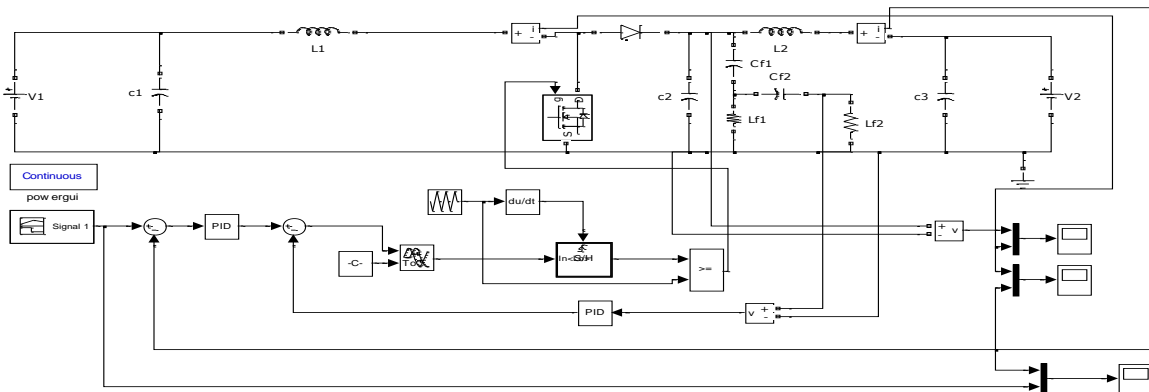 +
i
-
+
i
-
L1
L2
Cf1
Cf2
V1
c1
g
D
S
c2
c3
V2
Lf1
Lf2
Continuous
pow ergui
du/dt
Signal 1
PID
+
-
v
-C-
S/H
>=
PID
v
+
-